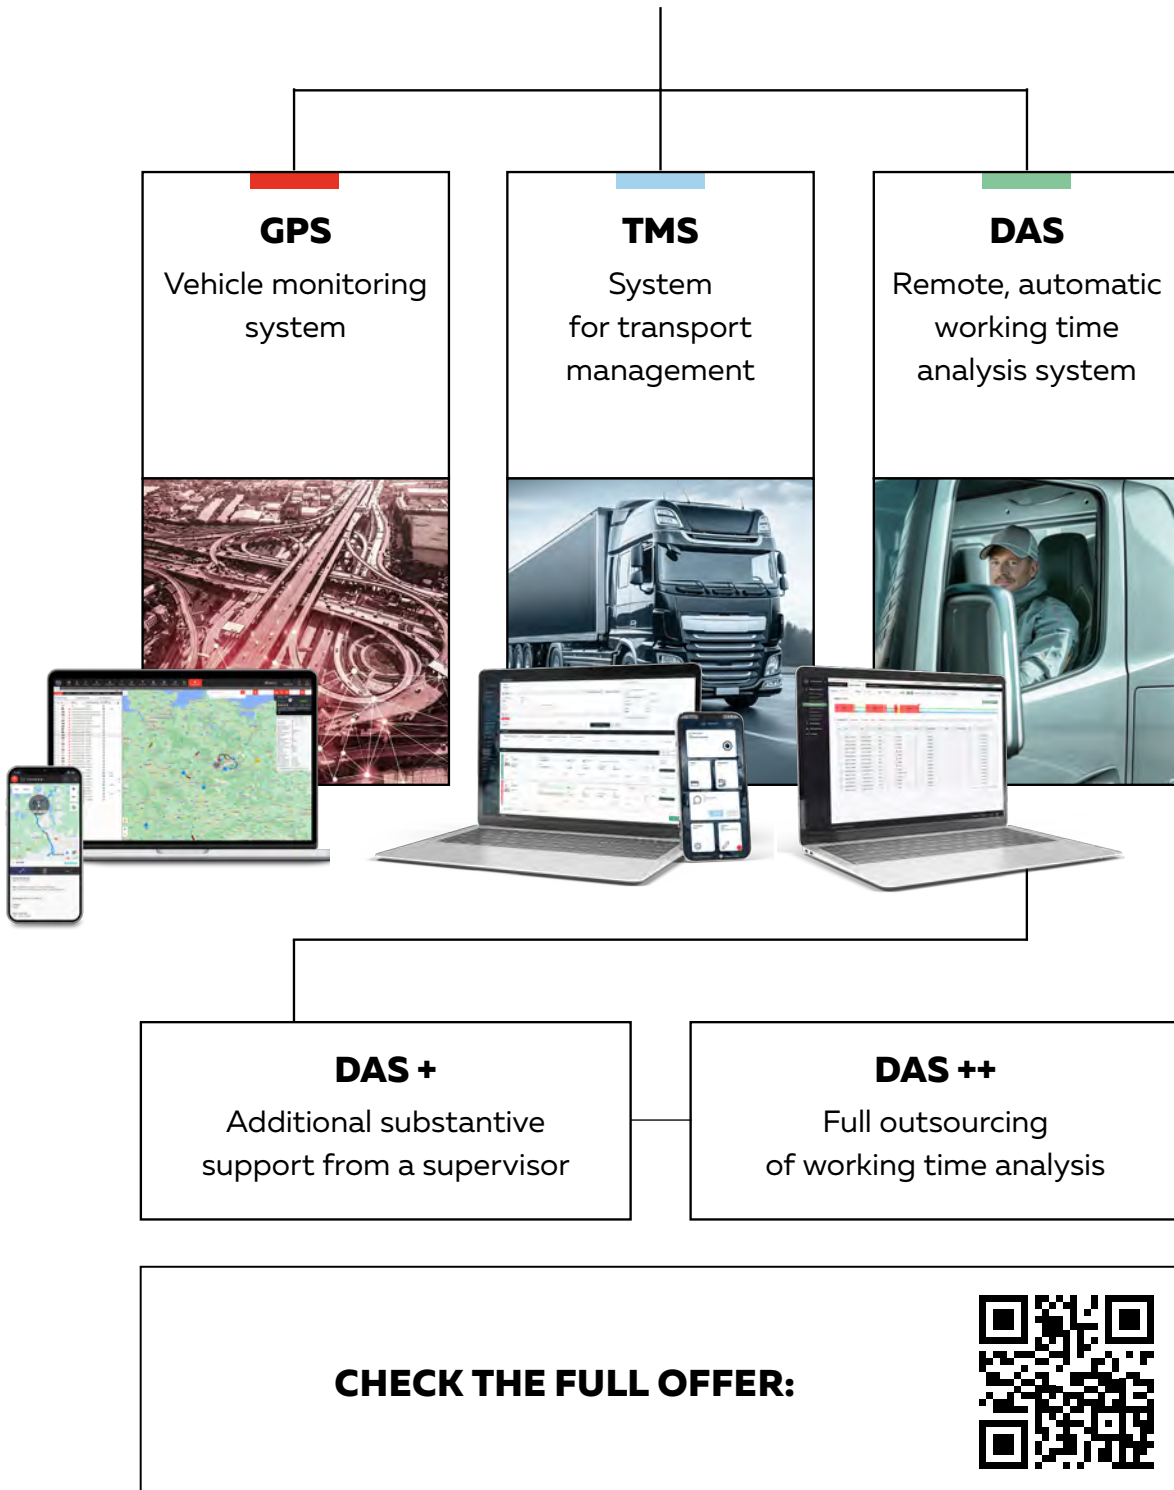 GPS
Vehicle monitoring
system
TMS
System
for transport
management
DAS
Remote, automatic
working time
analysis system
DAS +
Additional substantive
support from a supervisor
DAS ++
Full outsourcing
of working time analysis
CHECK THE FULL OFFER: